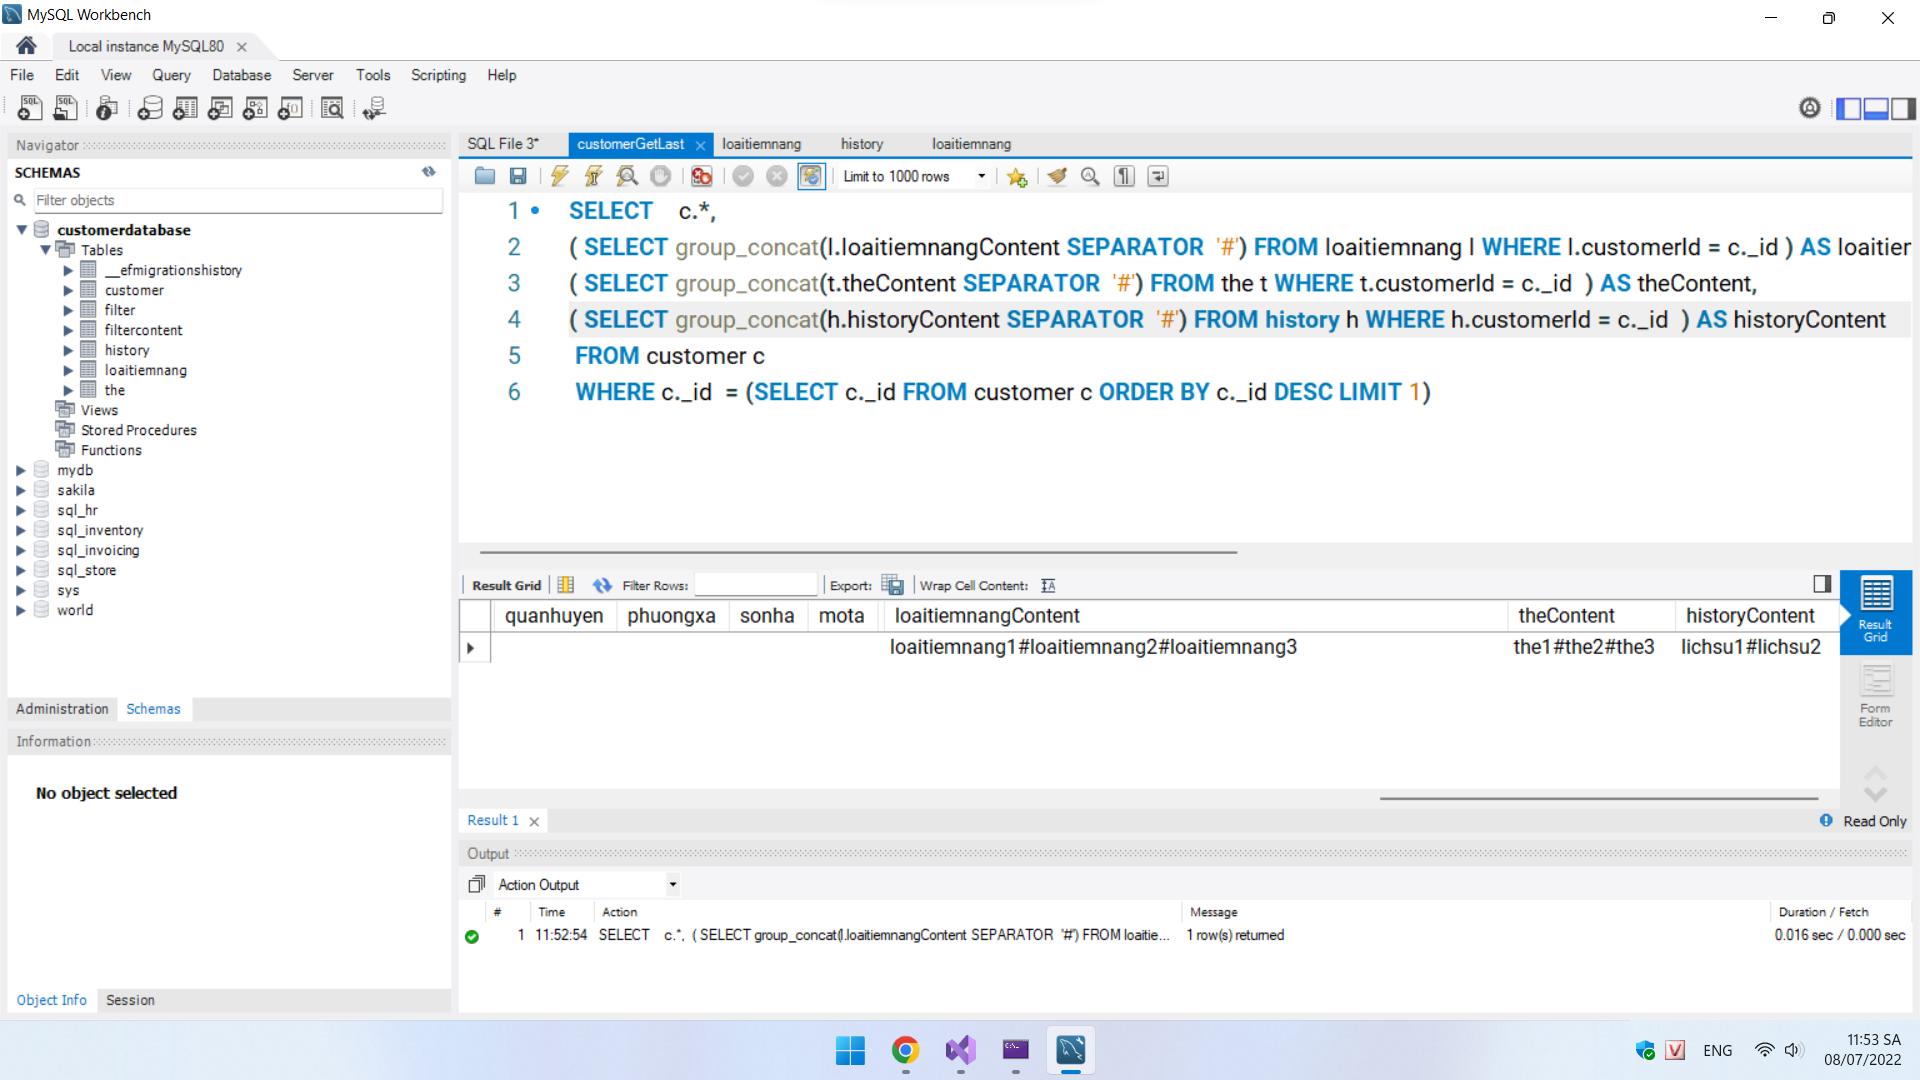 MySQL Workbench
Local instance MySQL80
File Edit View Query Database Server Tools Scripting Help
Navigator
SCHEMAS
Filter objects
customerdatabase
Tables
__efmigrationshistory
customer
filter
filtercontent
history
loaitiemnang
the
Views
Stored Procedures
Functions
mydb
sakila
sql_hr
sql_inventory
sql_invoicing
sql_store
sys
world
Administration Schemas
Information
No object selected
Object Info Session
SQL File 3* customerGetLast loaitiemnang history loaitiemnang
Limit to 1000 rows
1 SELECT c.*,
2 ( SELECT group_concat(l.loaitiemnangContent SEPARATOR '#') FROM loaitiemnang l WHERE l.customerId = c._id ) AS loaitier
3 ( SELECT group_concat(t.theContent SEPARATOR '#') FROM the t WHERE t.customerId = c._id ) AS theContent,
4 ( SELECT group_concat(h.historyContent SEPARATOR '#') FROM history h WHERE h.customerId = c._id ) AS historyContent
5 FROM customer c
6 WHERE c._id = (SELECT c._id FROM customer c ORDER BY c._id DESC LIMIT 1)
Result Grid Filter Rows: Export: Wrap Cell Content:
quanhuyen phuongxa sonha mota loaitiemnangContent theContent historyContent
loaitiemnang1#loaitiemnang2#loaitiemnang3 the1#the2#the3 lichsu1#lichsu2
Result
Grid
Form
Editor
Result 1
Read Only
Output
Action Output
# Time Action Message Duration / Fetch
1 11:52:54 SELECT c.*, ( SELECT group_concat(l.loaitiemnangContent SEPARATOR '#') FROM loaitie... 1 row(s) returned 0.016 sec / 0.000 sec
ENG
11:53 SA
08/07/2022